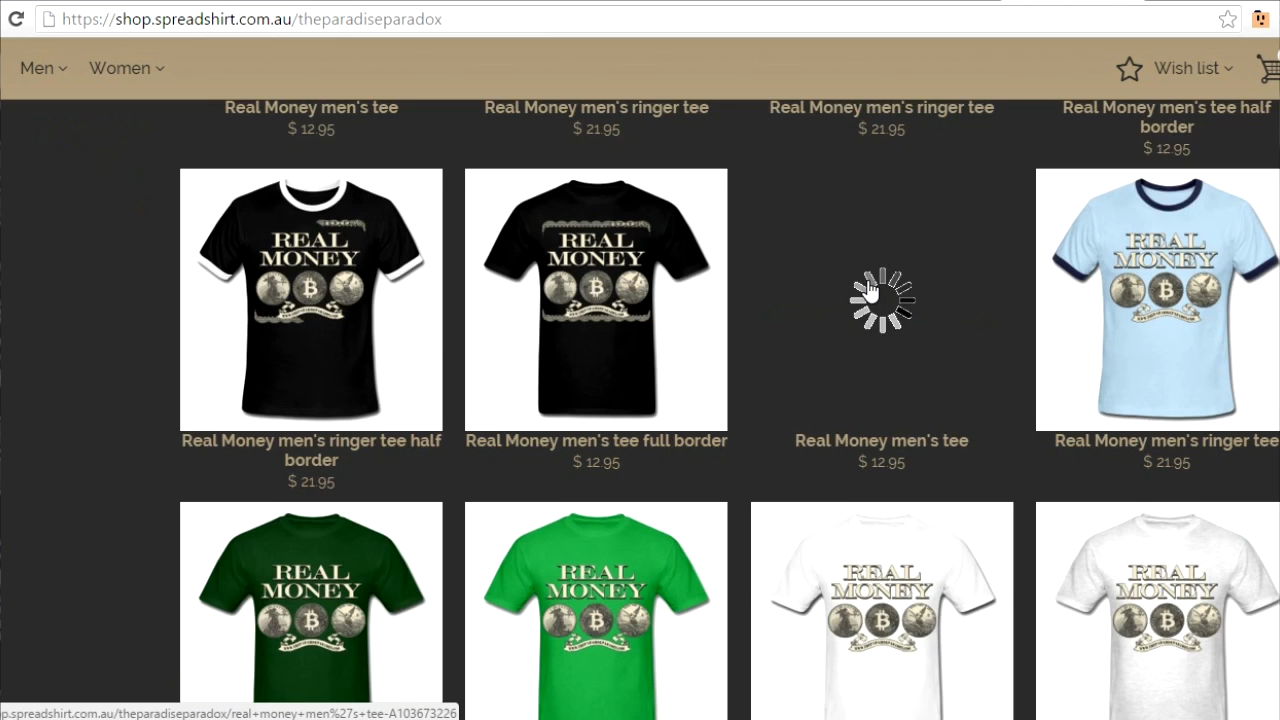 https://shop.spreadshirt.com.au/theparadiseparadox
Men Women Wish list
Real Money men's tee Real Money men's ringer tee Real Money men's ringer tee Real Money men's tee half
border
$ 12.95 $ 21.95 $ 21.95
$ 12.95
REAL MONEY
REAL MONEY
REAL MONEY
Real Money men's ringer tee half
border
$ 21.95
Real Money men's tee full border
$ 12.95
Real Money men's tee
$ 12.95
Real Money men's ringer tee
$ 21.95
REAL MONEY
REAL MONEY
REAL MONEY
REAL MONEY
p.spreadshirt.com.au/theparadiseparadox/real+money+men%27s+tee-A103673226